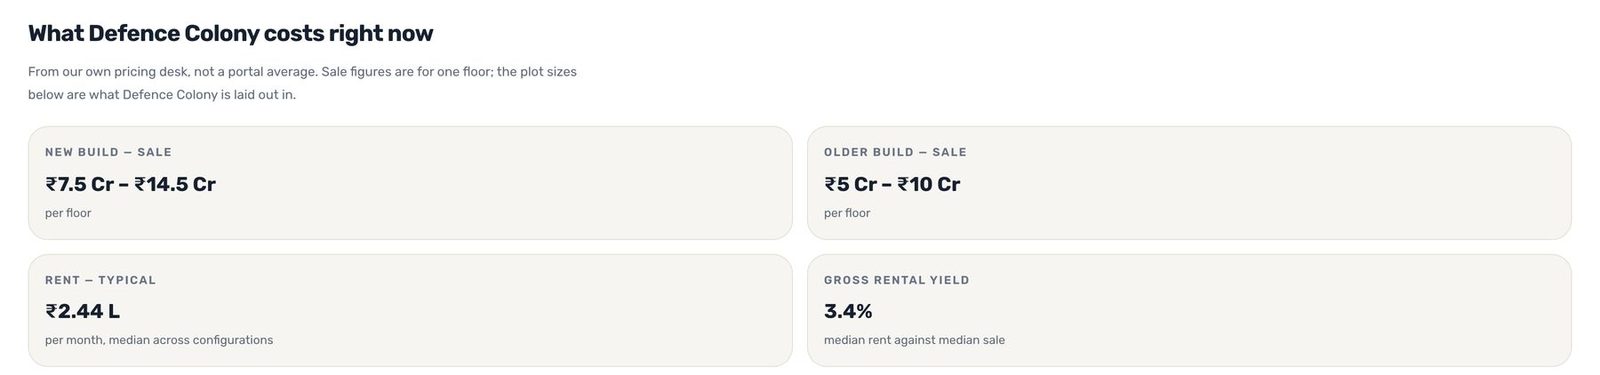 What Defence Colony costs right now
From our own pricing desk, not a portal average. Sale figures are for one floor; the plot sizes
below are what Defence Colony is laid out in.
NEW BUILD — SALE
₹7.5 Cr – ₹14.5 Cr
per floor
OLDER BUILD — SALE
₹5 Cr – ₹10 Cr
per floor
RENT — TYPICAL
₹2.44 L
per month, median across configurations
GROSS RENTAL YIELD
3.4%
median rent against median sale